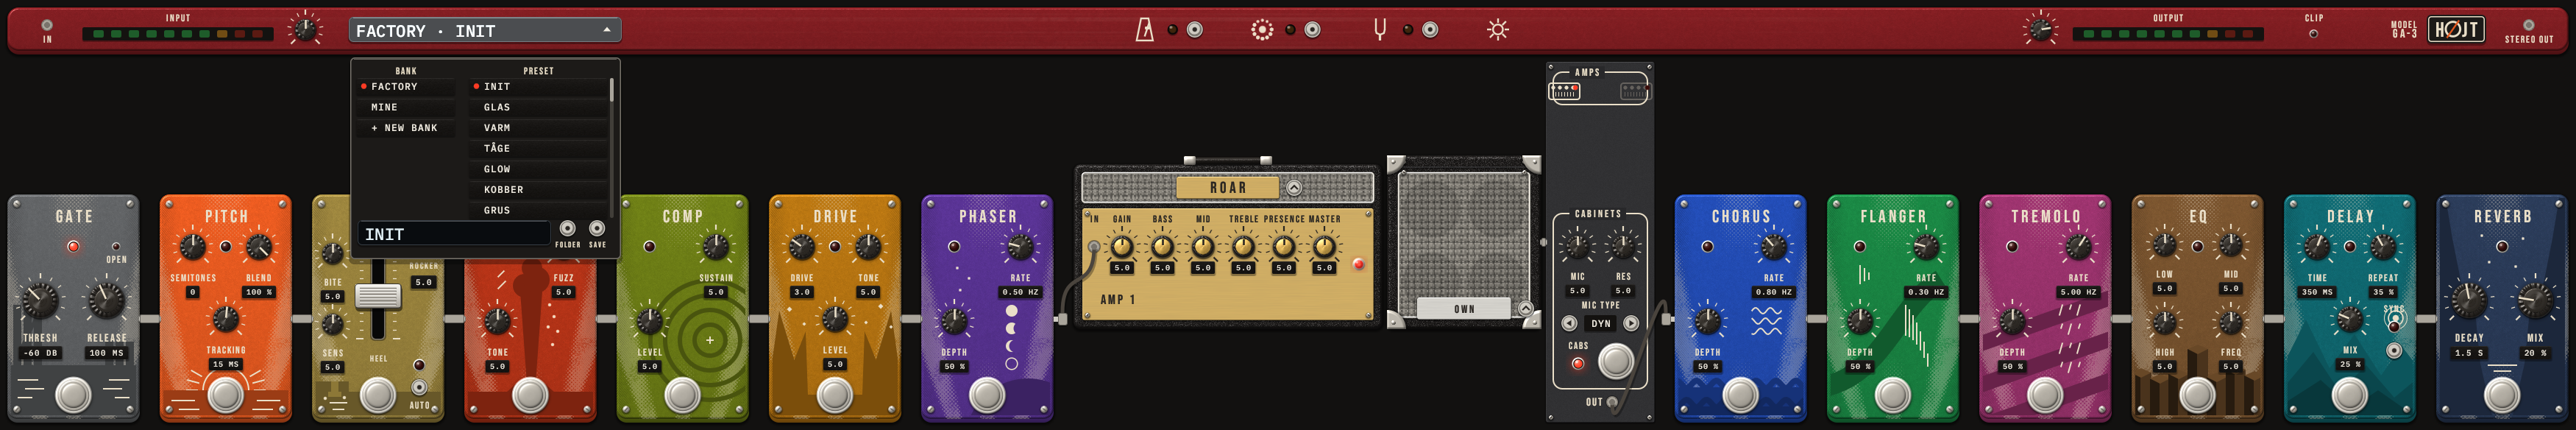 INPUT
IN
FACTORY · INIT
OUTPUT
CLIP
MODEL
GA-3
HØJT
STEREO OUT
BANK
PRESET
FACTORY
MINE
+ NEW BANK
INIT
GLAS
VARM
TÅGE
GLOW
KOBBER
GRUS
INIT
FOLDER
SAVE
GATE
OPEN
THRESH
-60 DB
RELEASE
100 MS
PITCH
SEMITONES
0
BLEND
100 %
TRACKING
15 MS
BITE
5.0
ROCKER
5.0
SENS
5.0
HEEL
AUTO
FUZZ
5.0
TONE
5.0
COMP
SUSTAIN
5.0
LEVEL
5.0
DRIVE
DRIVE
3.0
TONE
5.0
LEVEL
5.0
PHASER
RATE
0.50 HZ
DEPTH
50 %
ROAR
IN
GAIN
BASS
MID
TREBLE
PRESENCE
MASTER
5.0
5.0
5.0
5.0
5.0
5.0
AMP 1
OWN
AMPS
CABINETS
MIC
5.0
RES
5.0
MIC TYPE
DYN
CABS
OUT
CHORUS
RATE
0.80 HZ
DEPTH
50 %
FLANGER
RATE
0.30 HZ
DEPTH
50 %
TREMOLO
RATE
5.00 HZ
DEPTH
50 %
EQ
LOW
5.0
MID
5.0
HIGH
5.0
FREQ
5.0
DELAY
TIME
350 MS
REPEAT
35 %
SYNC
MIX
25 %
REVERB
DECAY
1.5 S
MIX
20 %